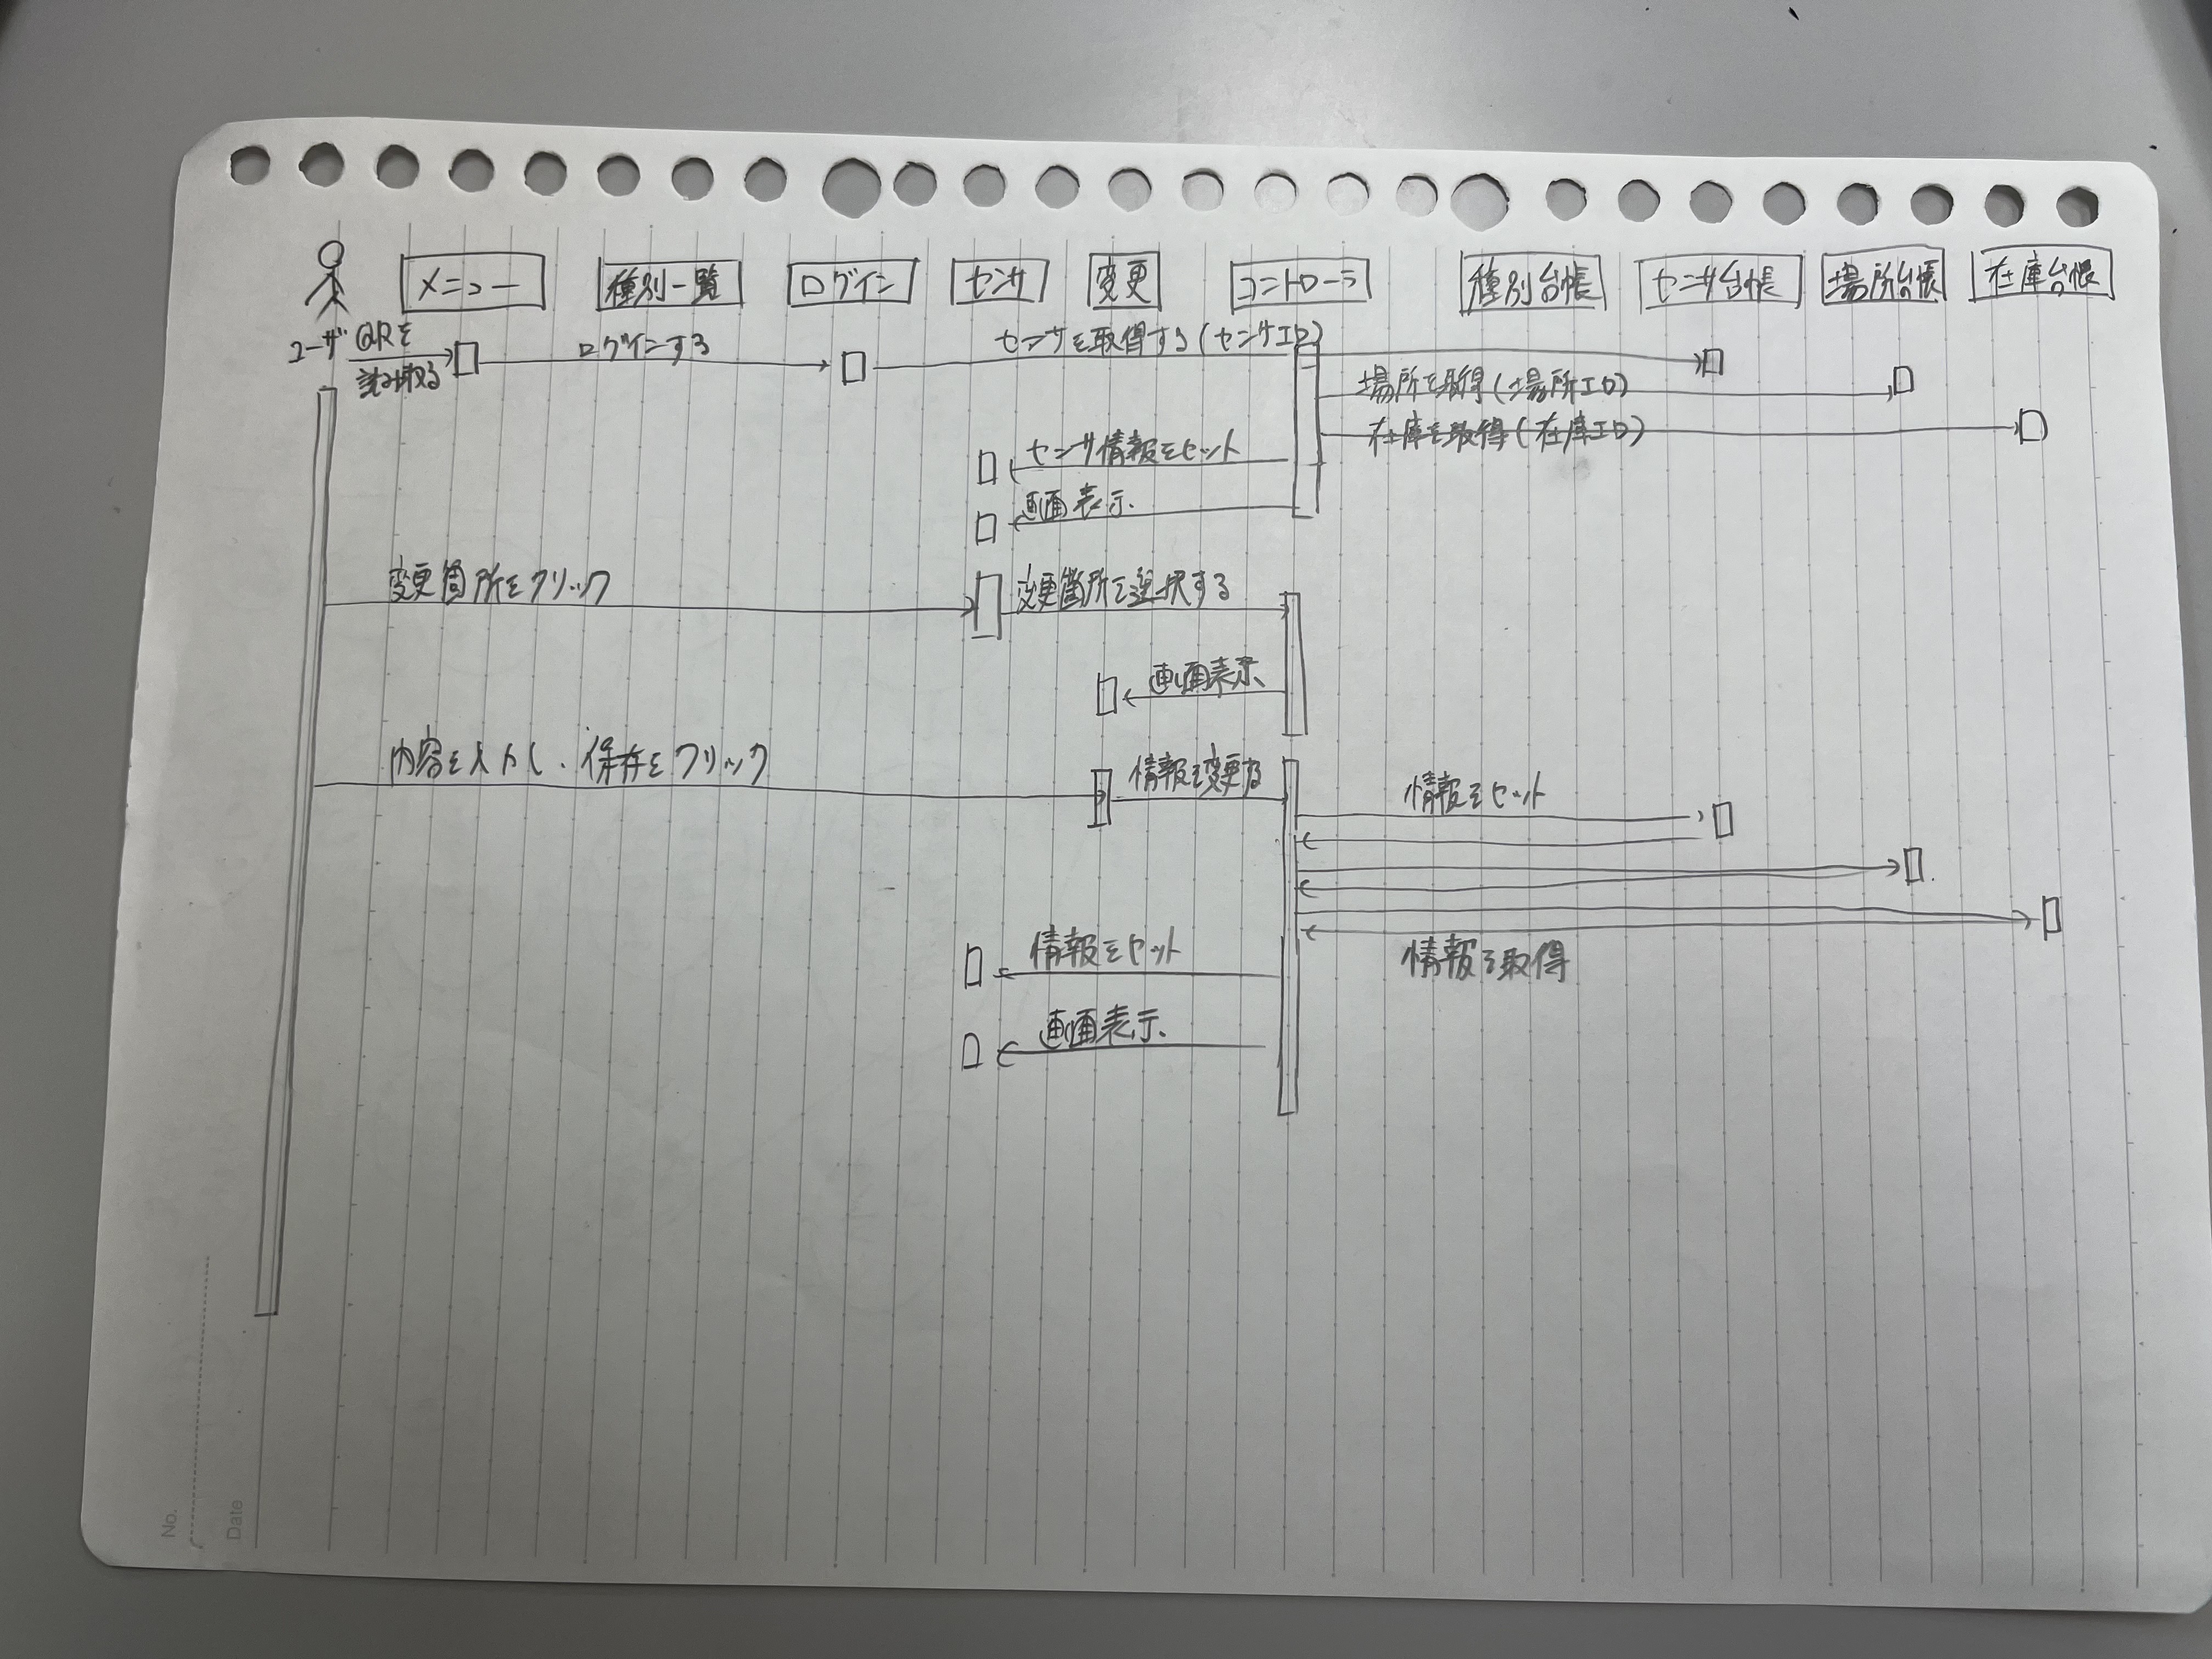 メニュー
種別一覧
ログイン
センサ
変更
コントローラ
種別台帳
センサ台帳
場所台帳
在庫台帳
ユーザ
QRを
読み取る
ログインする
センサを取得する(センサID)
場所を取得(場所ID)
在庫を取得(在庫ID)
センサ情報をセット
画面表示
変更箇所をクリック
変更箇所を選択する
画面表示
内容を入力し、保存をクリック
情報を変更する
情報をセット
情報をセット
情報を取得
画面表示
No.
Date